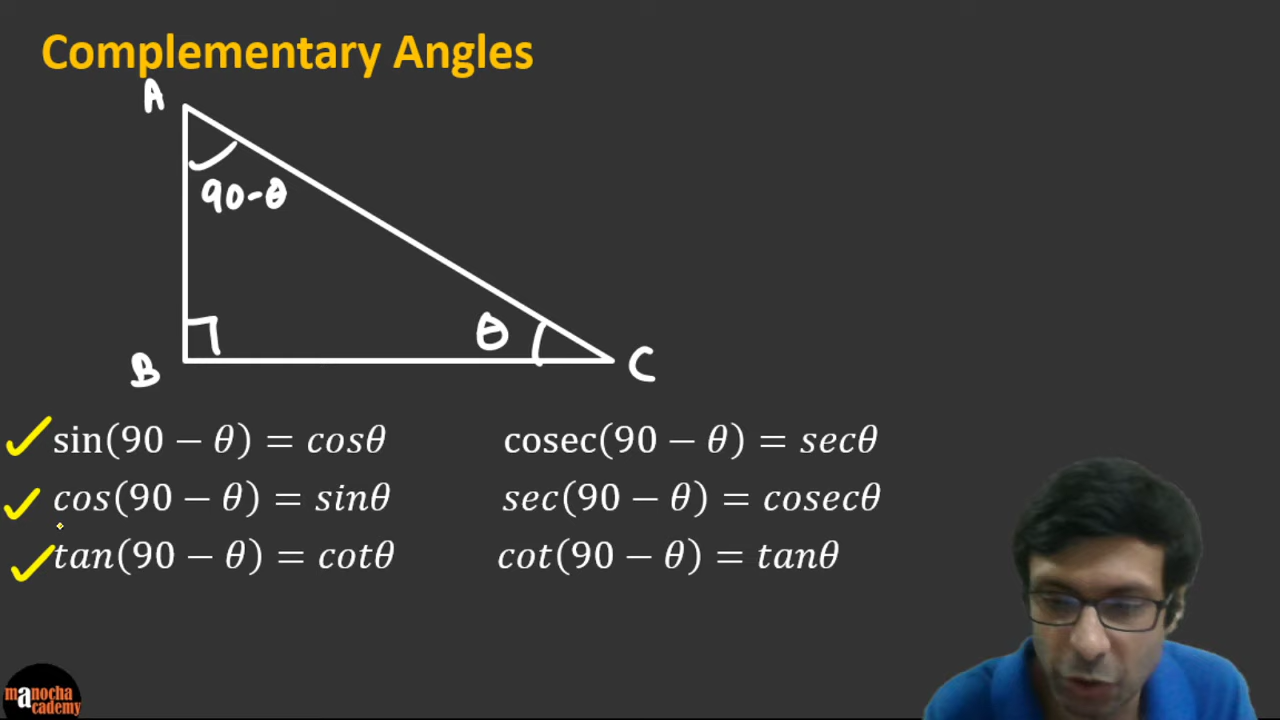 Complementary Angles
A
90-θ
θ
B
C
sin(90 − θ) = cosθ
cosec(90 − θ) = secθ
cos(90 − θ) = sinθ
sec(90 − θ) = cosecθ
tan(90 − θ) = cotθ
cot(90 − θ) = tanθ
manocha
academy